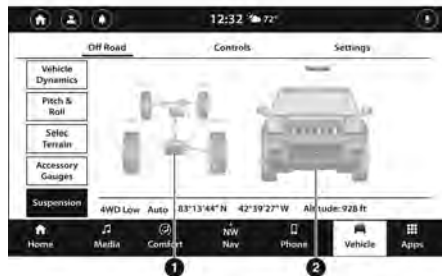 12:32 72°
Off Road Controls Settings
Vehicle
Dynamics
Pitch &
Roll
Selec
Terrain
Accessory
Gauges
Suspension
4WD Low Auto 83°13'44" N 42°39'27" W Altitude: 928 ft
NW
Home Media Comfort Nav Phone Vehicle Apps
1 2